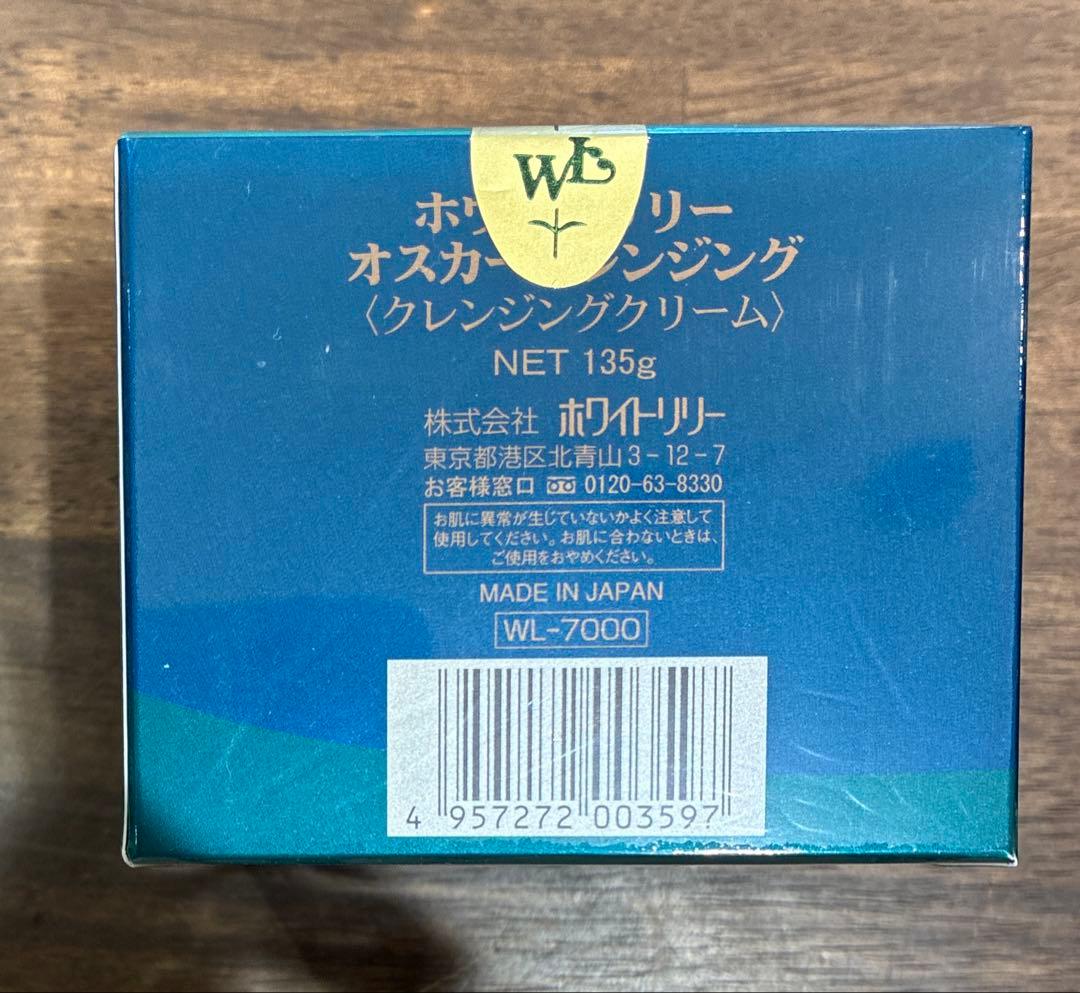 WL
ホワ リー
オスカー レンジング
〈クレンジングクリーム〉
NET 135g
株式会社 ホワイトリリー
東京都港区北青山3-12-7
お客様窓口 0120-63-8330
お肌に異常が生じていないかよく注意して
使用してください。お肌に合わないときは、
ご使用をおやめください。
MADE IN JAPAN
WL-7000
4 957272 003597